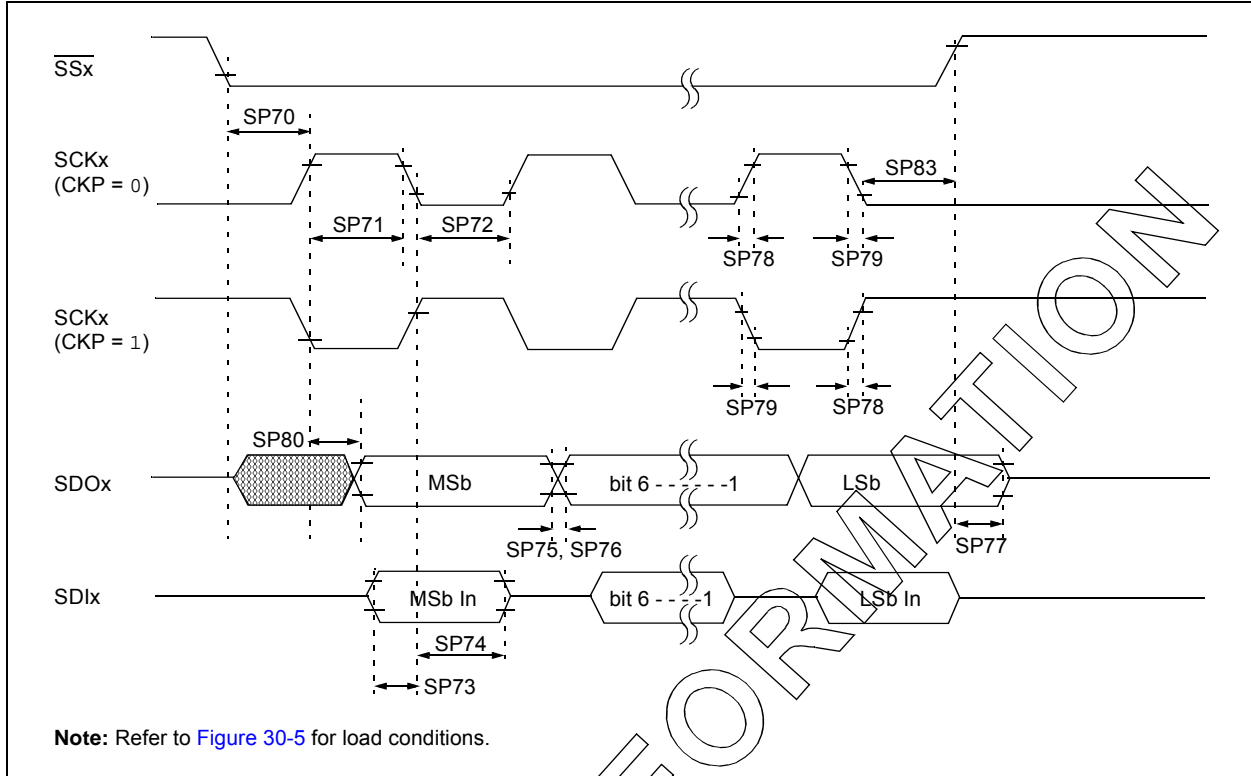 SSx
SP70
SCKx
(CKP = 0)
SP83
SP71
SP72
SP78
SP79
SCKx
(CKP = 1)
SP79
SP78
SP80
SDOx
MSb
bit 6 - - - - - - -1
LSb
SP75, SP76
SP77
SDIx
MSb In
bit 6 - - - - -1
LSb In
SP74
SP73
Note: Refer to Figure 30-5 for load conditions.
FORMATION